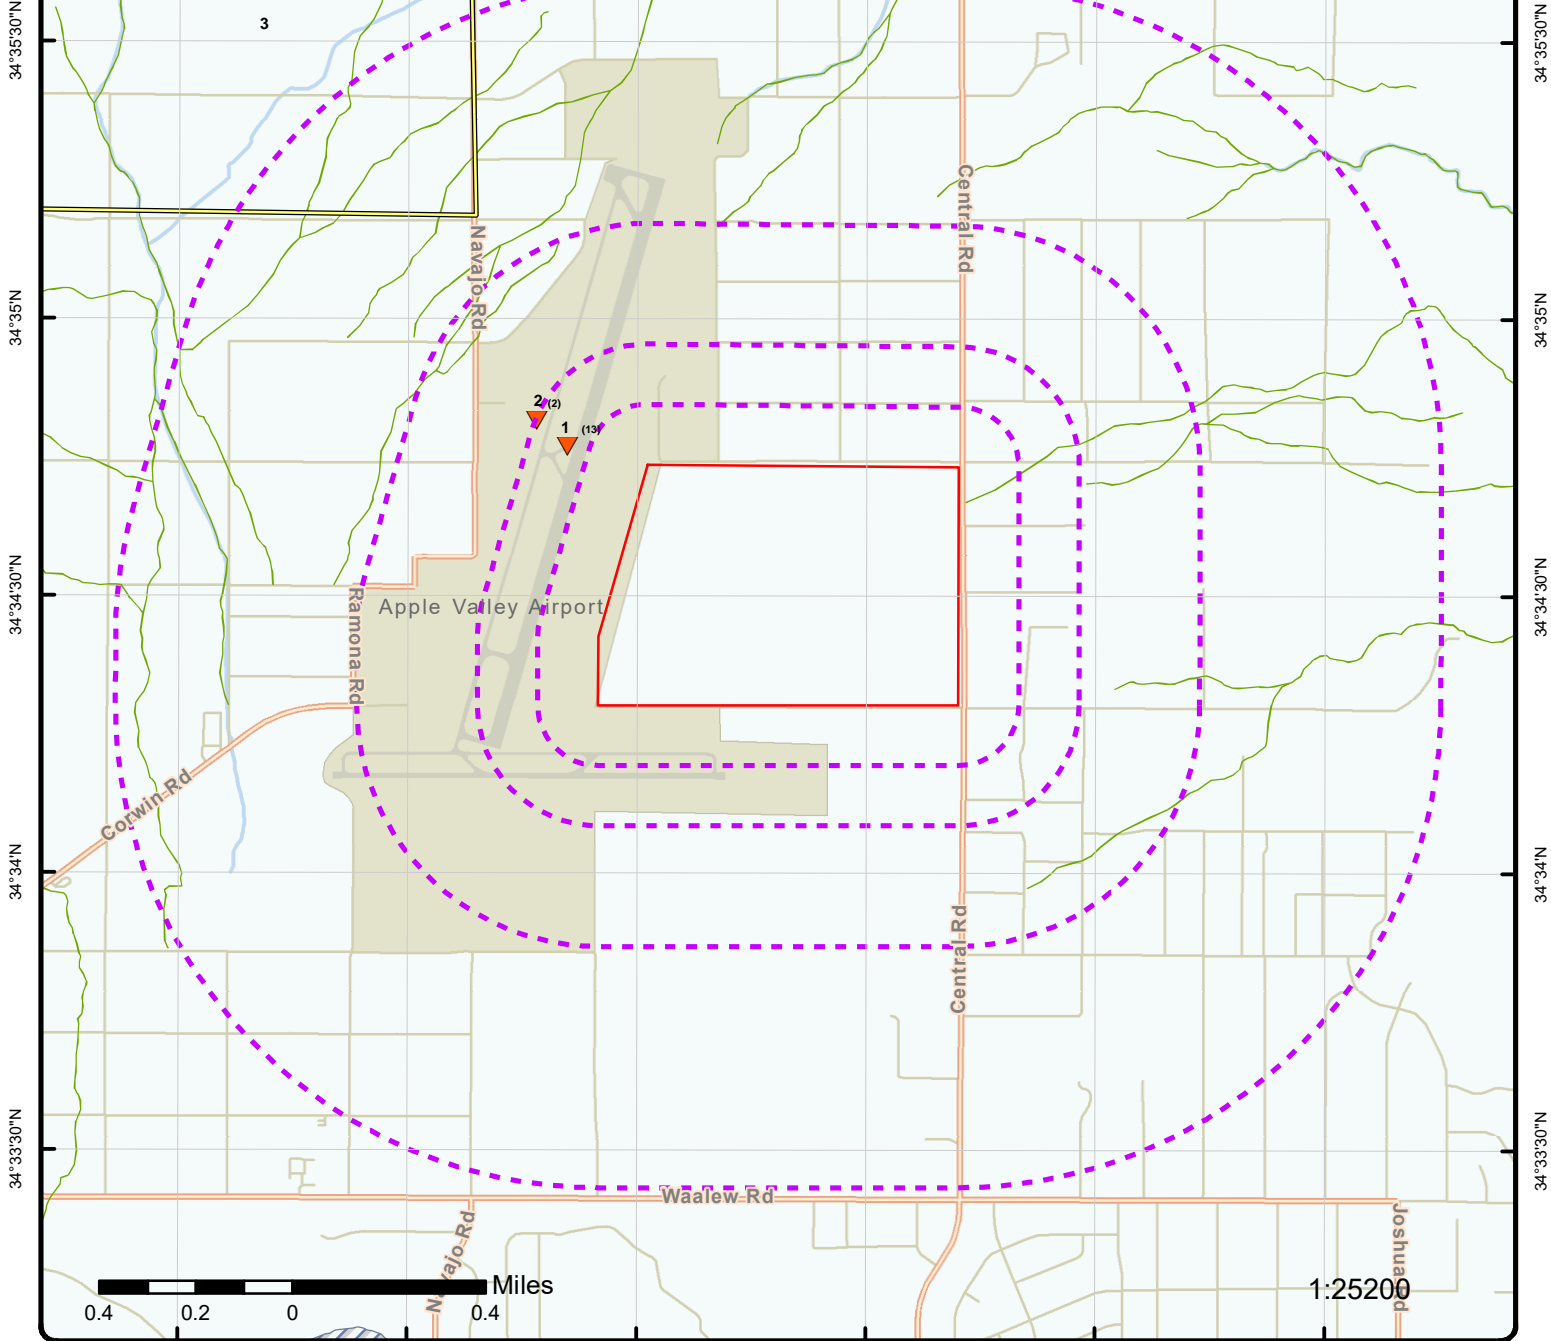 3
34°35'30"N
34°35'30"N
Central Rd
Navajo Rd
34°35'N
34°35'N
2 (2)
1 (13)
34°34'30"N
34°34'30"N
Apple Valley Airport
Ramona Rd
Corwin Rd
34°34'N
34°34'N
Central Rd
34°33'30"N
34°33'30"N
Waalew Rd
Navajo Rd
Joshua Rd
Miles
0.4 0.2 0 0.4
1:25200